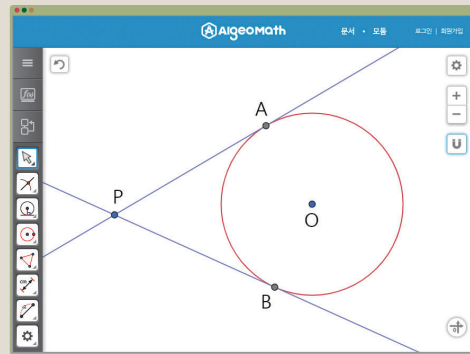 AlgeoMath
문서 • 모둠
로그인 | 회원가입
f(x)
A
P
O
B